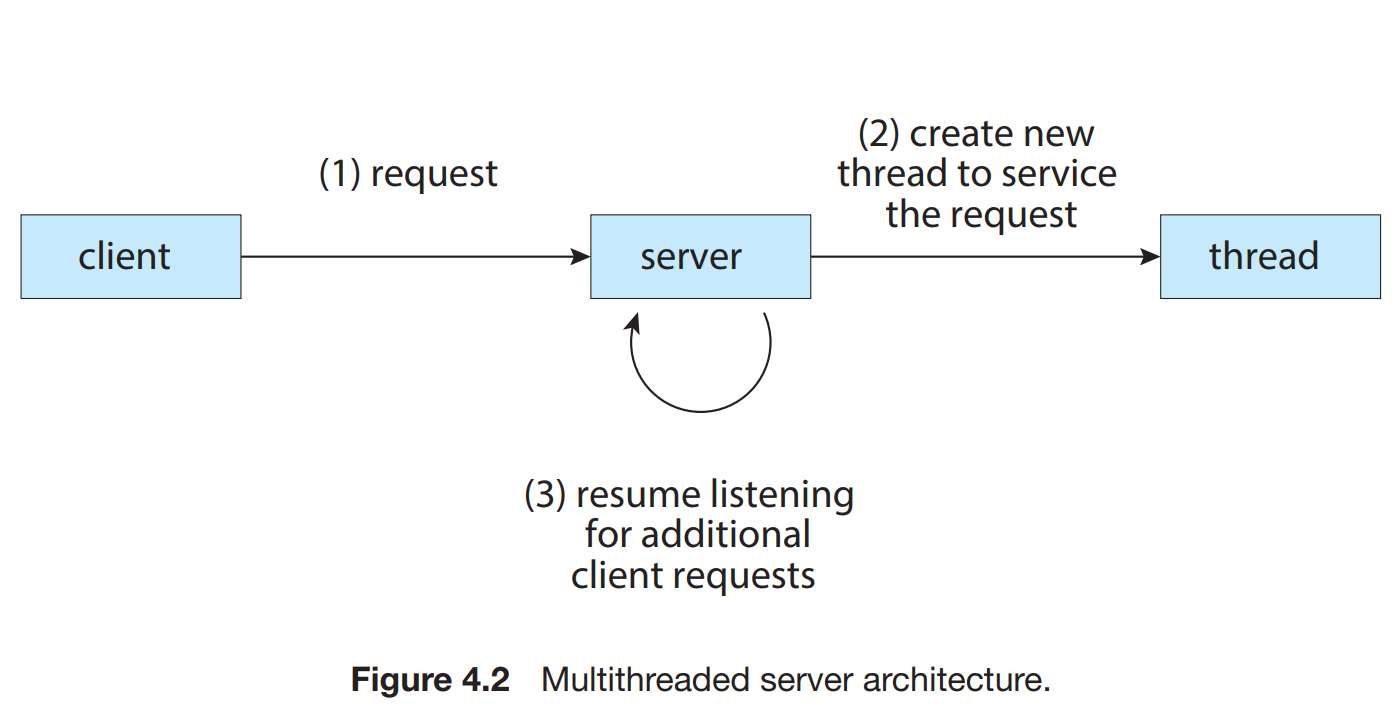 (1) request
(2) create new
thread to service
the request
client
server
thread
(3) resume listening
for additional
client requests
Figure 4.2 Multithreaded server architecture.